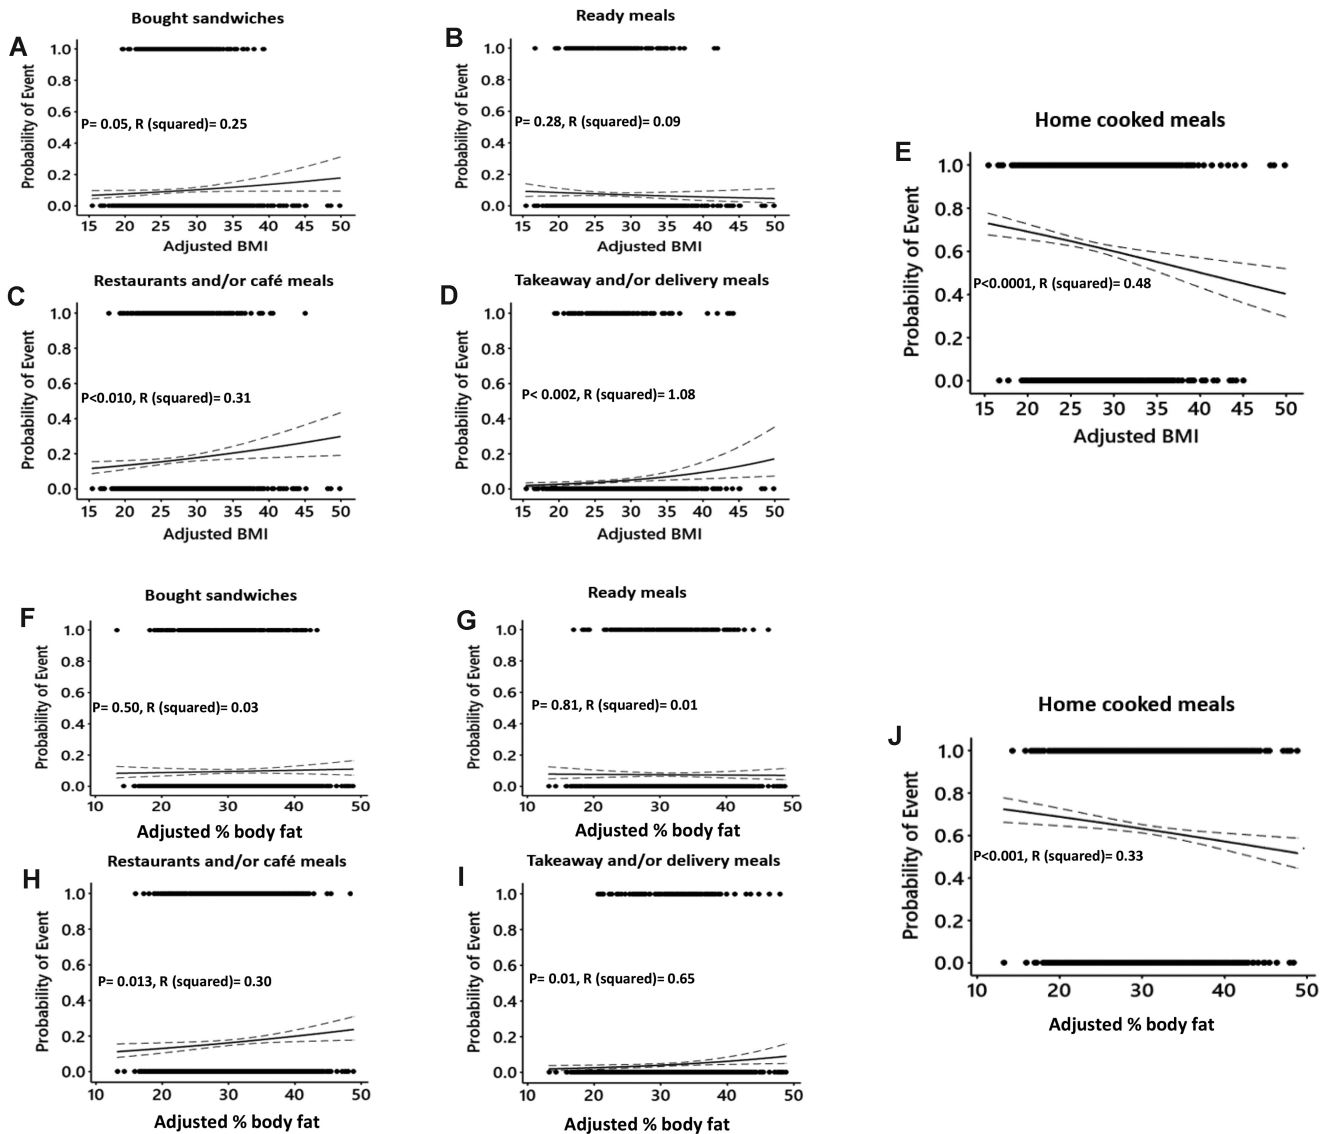 Bought sandwiches
A
Probability of Event
1.0
0.8
0.6
0.4
0.2
0.0
P= 0.05, R (squared)= 0.25
15 20 25 30 35 40 45 50
Adjusted BMI
Ready meals
B
Probability of Event
1.0
0.8
0.6
0.4
0.2
0.0
P= 0.28, R (squared)= 0.09
15 20 25 30 35 40 45 50
Adjusted BMI
Restaurants and/or café meals
C
Probability of Event
1.0
0.8
0.6
0.4
0.2
0.0
P<0.010, R (squared)= 0.31
15 20 25 30 35 40 45 50
Adjusted BMI
Takeaway and/or delivery meals
D
Probability of Event
1.0
0.8
0.6
0.4
0.2
0.0
P< 0.002, R (squared)= 1.08
15 20 25 30 35 40 45 50
Adjusted BMI
Home cooked meals
E
Probability of Event
1.0
0.8
0.6
0.4
0.2
0.0
P<0.0001, R (squared)= 0.48
15 20 25 30 35 40 45 50
Adjusted BMI
Bought sandwiches
F
Probability of Event
1.0
0.8
0.6
0.4
0.2
0.0
P= 0.50, R (squared)= 0.03
10 20 30 40 50
Adjusted % body fat
Ready meals
G
Probability of Event
1.0
0.8
0.6
0.4
0.2
0.0
P= 0.81, R (squared)= 0.01
10 20 30 40 50
Adjusted % body fat
Restaurants and/or café meals
H
Probability of Event
1.0
0.8
0.6
0.4
0.2
0.0
P= 0.013, R (squared)= 0.30
10 20 30 40 50
Adjusted % body fat
Takeaway and/or delivery meals
I
Probability of Event
1.0
0.8
0.6
0.4
0.2
0.0
P= 0.01, R (squared)= 0.65
10 20 30 40 50
Adjusted % body fat
Home cooked meals
J
Probability of Event
1.0
0.8
0.6
0.4
0.2
0.0
P<0.001, R (squared)= 0.33
10 20 30 40 50
Adjusted % body fat